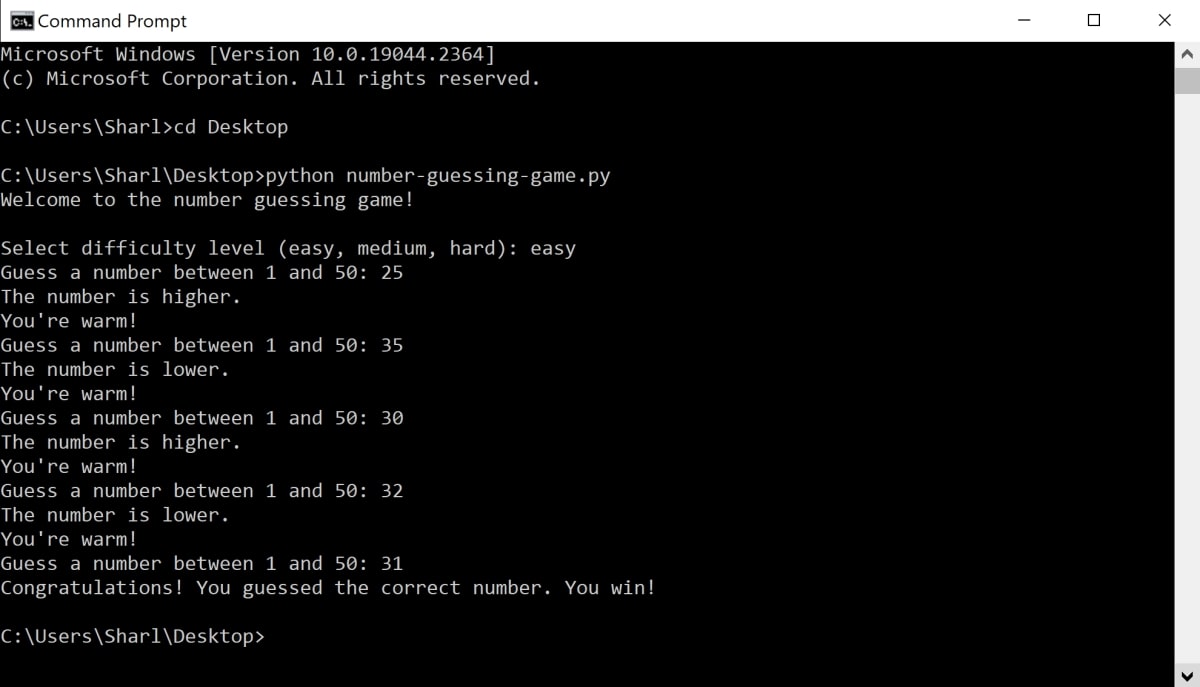 Command Prompt
Microsoft Windows [Version 10.0.19044.2364]
(c) Microsoft Corporation. All rights reserved.
C:\Users\Sharl>cd Desktop
C:\Users\Sharl\Desktop>python number-guessing-game.py
Welcome to the number guessing game!
Select difficulty level (easy, medium, hard): easy
Guess a number between 1 and 50: 25
The number is higher.
You're warm!
Guess a number between 1 and 50: 35
The number is lower.
You're warm!
Guess a number between 1 and 50: 30
The number is higher.
You're warm!
Guess a number between 1 and 50: 32
The number is lower.
You're warm!
Guess a number between 1 and 50: 31
Congratulations! You guessed the correct number. You win!
C:\Users\Sharl\Desktop>